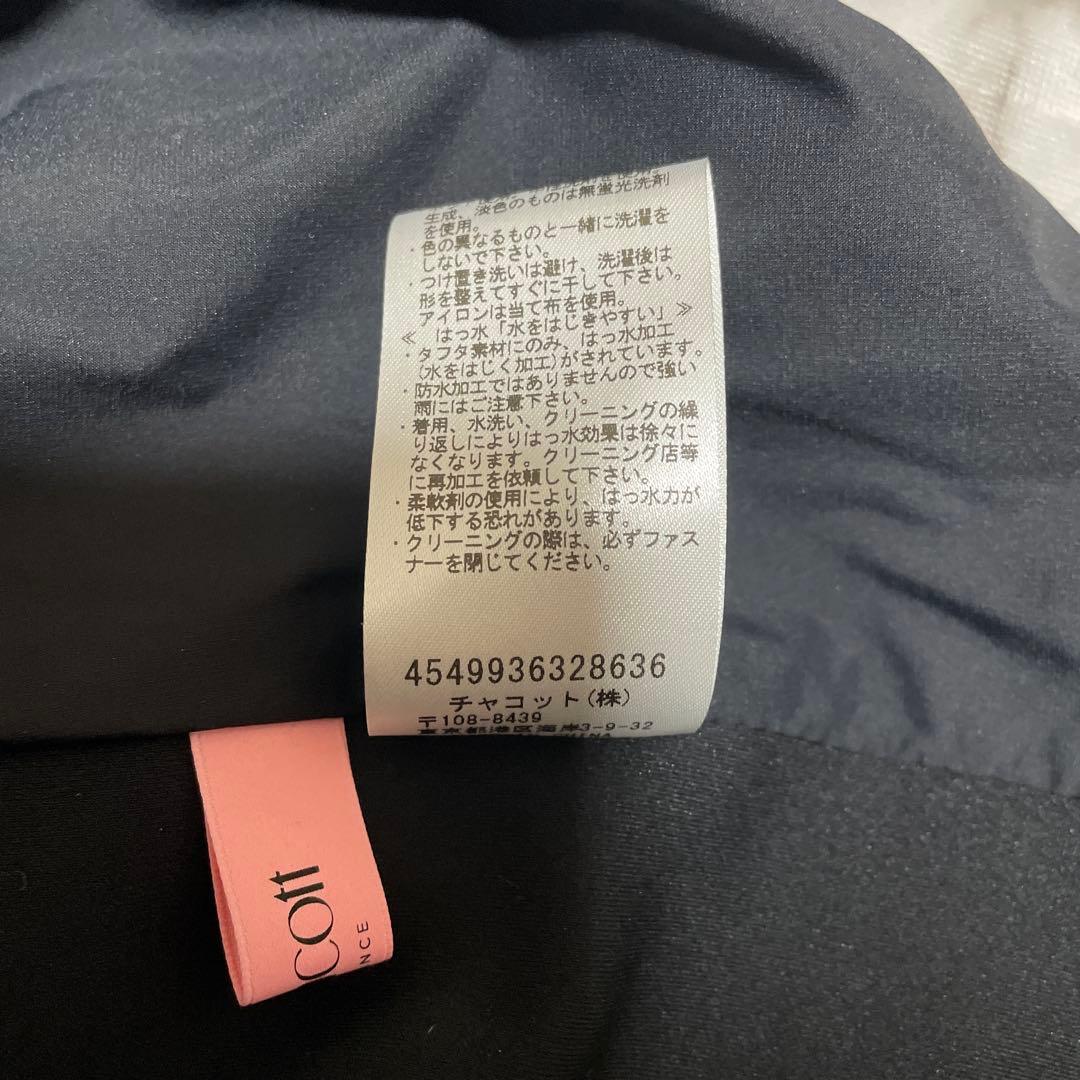 生成、淡色のものは無蛍光洗剤
を使用。
・色の異なるものと一緒に洗濯を
しないで下さい。
・つけ置き洗いは避け、洗濯後は
形を整えてすぐに干して下さい。
アイロンは当て布を使用。
≪ はっ水「水をはじきやすい」≫
・タフタ素材にのみ、はっ水加工
(水をはじく加工)がされています。
・防水加工ではありませんので強い
雨にはご注意下さい。
・着用、水洗い、クリーニングの繰
り返しによりはっ水効果は徐々に
なくなります。クリーニング店等
に再加工を依頼して下さい。
・柔軟剤の使用により、はっ水力が
低下する恐れがあります。
・クリーニングの際は、必ずファス
ナーを閉じてください。
4549936328636
チャコット(株)
〒108-8439
東京都港区海岸3-9-32
cott
NCE